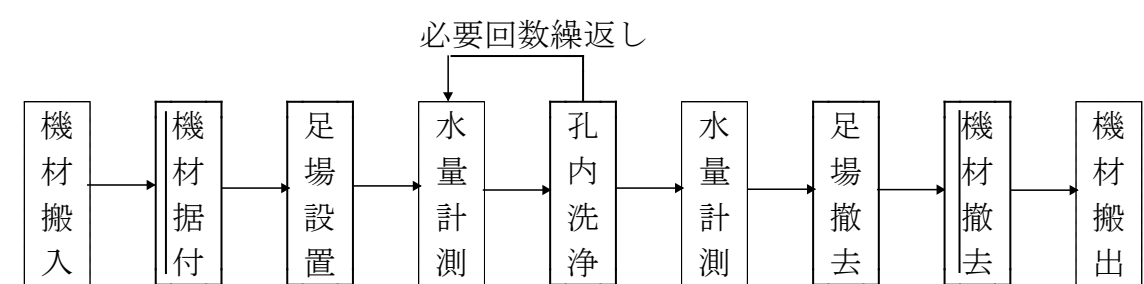 必要回数繰返し
機材搬入
機材据付
足場設置
水量計測
孔内洗浄
水量計測
足場撤去
機材撤去
機材搬出